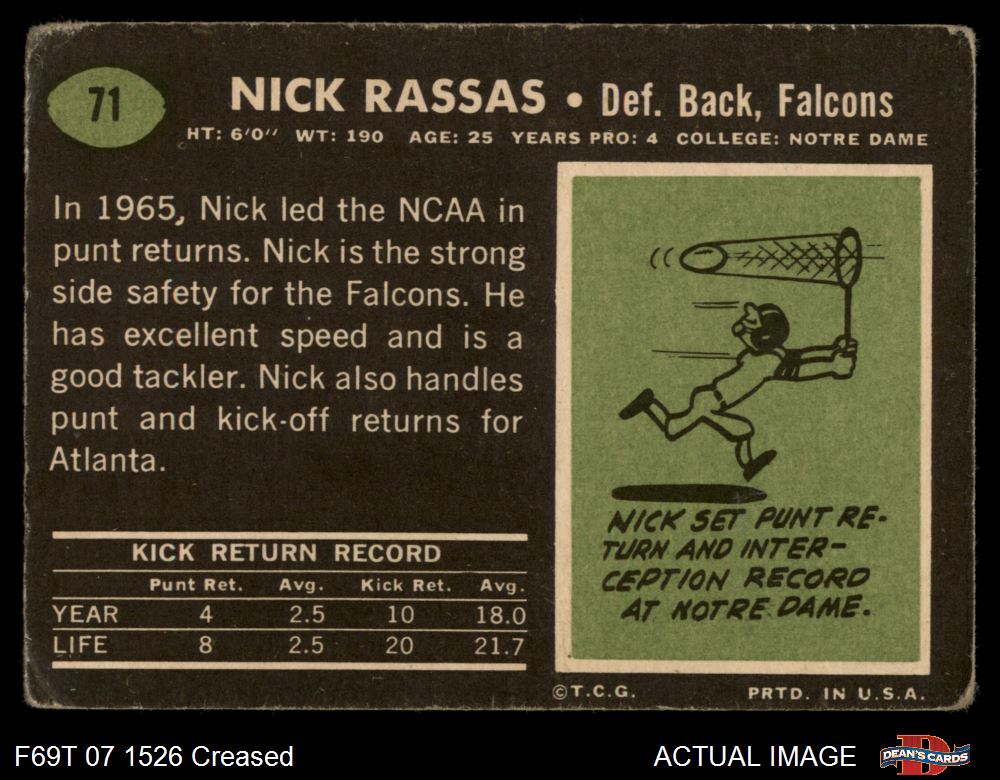 71
NICK RASSAS • Def. Back, Falcons
HT: 6'0'' WT: 190 AGE: 25 YEARS PRO: 4 COLLEGE: NOTRE DAME
In 1965, Nick led the NCAA in
punt returns. Nick is the strong
side safety for the Falcons. He
has excellent speed and is a
good tackler. Nick also handles
punt and kick-off returns for
Atlanta.
KICK RETURN RECORD
Punt Ret. Avg. Kick Ret. Avg.
YEAR 4 2.5 10 18.0
LIFE 8 2.5 20 21.7
NICK SET PUNT RE-
TURN AND INTER-
CEPTION RECORD
AT NOTRE DAME.
©T.C.G. PRTD. IN U.S.A.
F69T 07 1526 Creased
ACTUAL IMAGE
D
DEAN'S CARDS